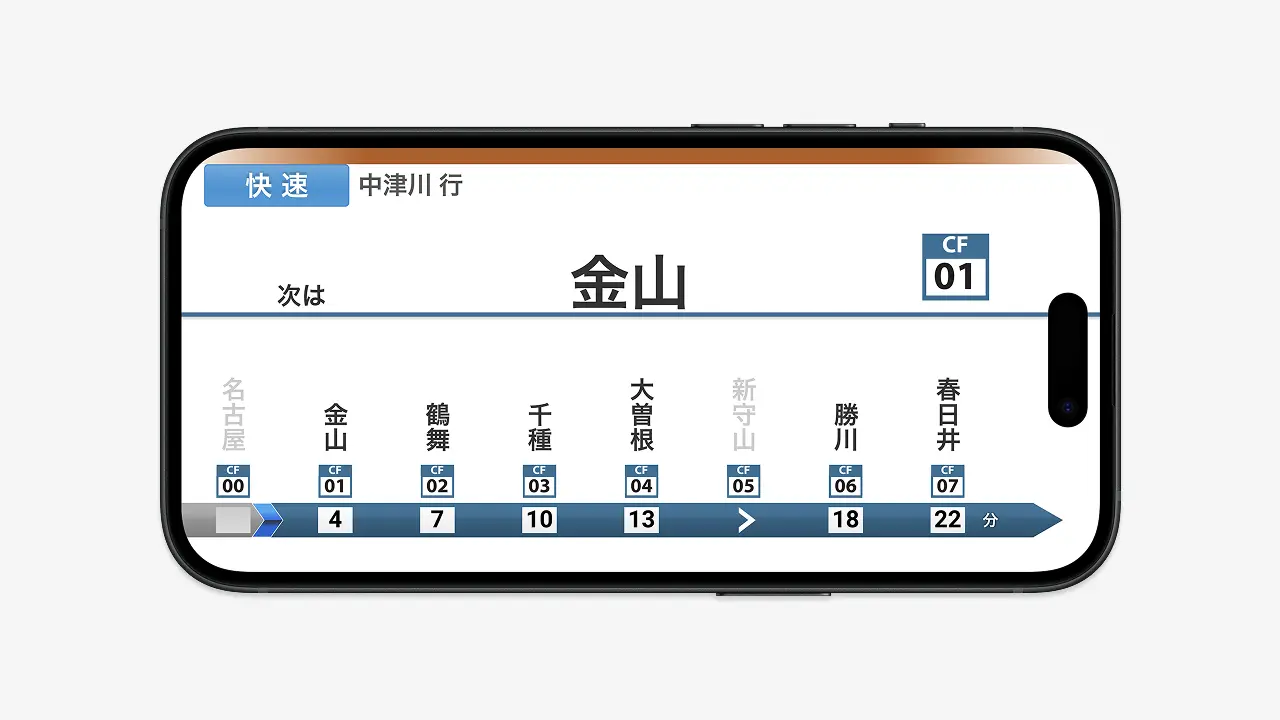 快速 中津川 行
次は 金山 CF 01
名古屋 金山 鶴舞 千種 大曽根 新守山 勝川 春日井
CF 00 CF 01 CF 02 CF 03 CF 04 CF 05 CF 06 CF 07
4 7 10 13 18 22 分